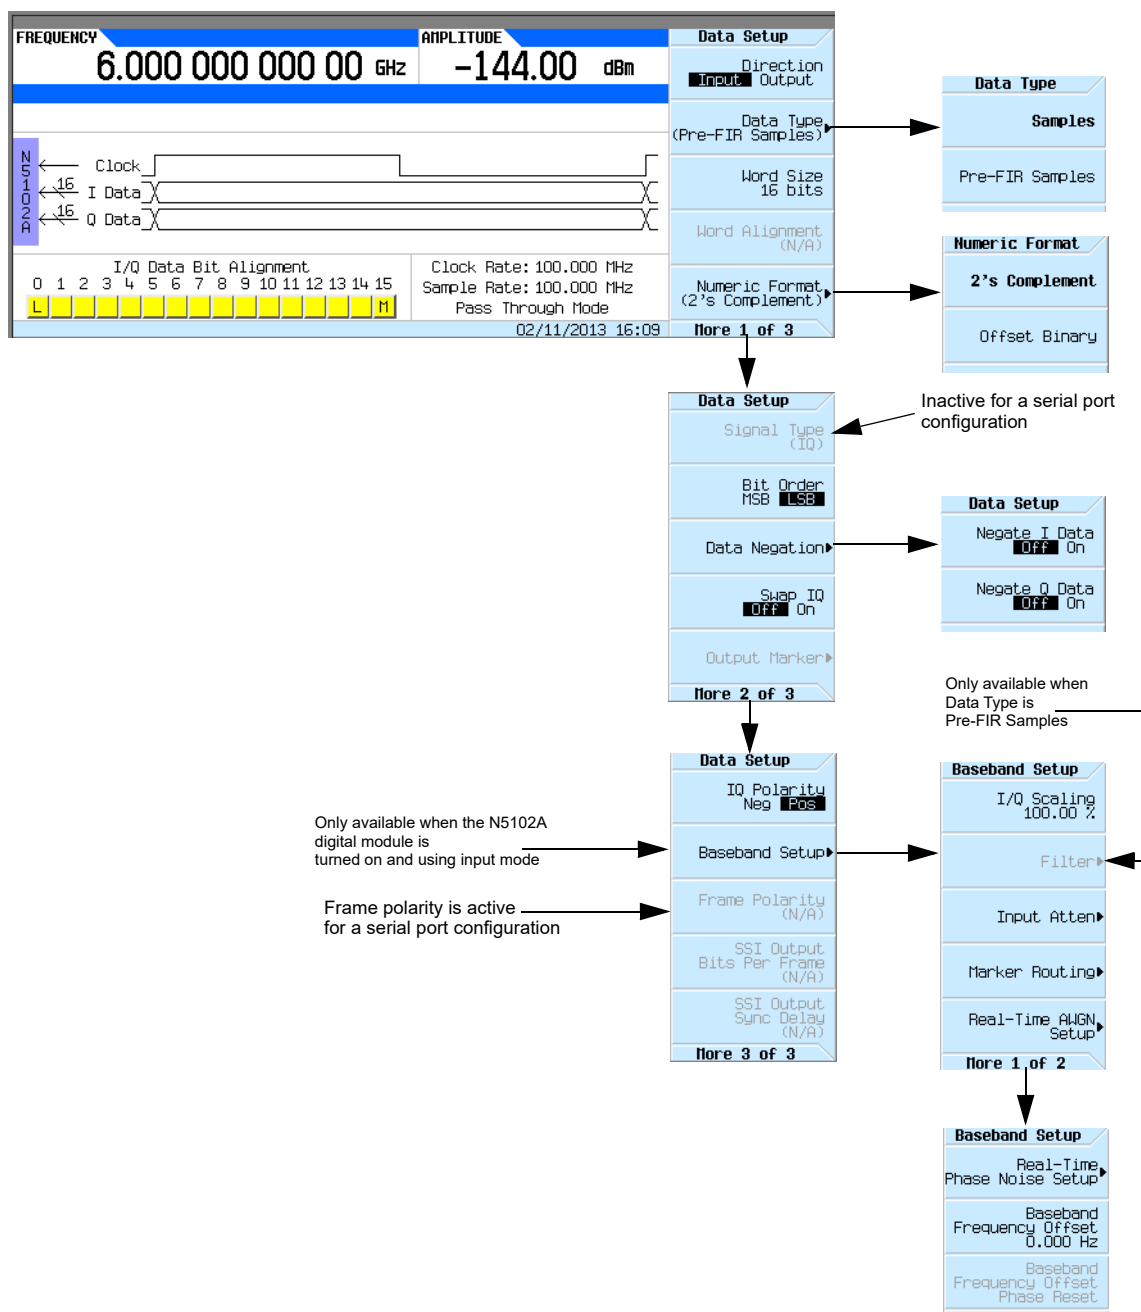 FREQUENCY
6.000 000 000 00 GHz
AMPLITUDE
-144.00 dBm
N5102A
Clock
16
I Data
16
Q Data
I/Q Data Bit Alignment
0 1 2 3 4 5 6 7 8 9 10 11 12 13 14 15
L M
Clock Rate: 100.000 MHz
Sample Rate: 100.000 MHz
Pass Through Mode
02/11/2013 16:09
Data Setup
Direction
Input Output
Data Type
(Pre-FIR Samples)
Word Size
16 bits
Word Alignment
(N/A)
Numeric Format
(2's Complement)
More 1 of 3
Data Type
Samples
Pre-FIR Samples
Numeric Format
2's Complement
Offset Binary
Data Setup
Signal Type
(IQ)
Bit Order
MSB LSB
Data Negation
Swap IQ
Off On
Output Marker
More 2 of 3
Inactive for a serial port
configuration
Data Setup
Negate I Data
Off On
Negate Q Data
Off On
Only available when
Data Type is
Pre-FIR Samples
Data Setup
IQ Polarity
Neg Pos
Baseband Setup
Frame Polarity
(N/A)
SSI Output
Bits Per Frame
(N/A)
SSI Output
Sync Delay
(N/A)
More 3 of 3
Only available when the N5102A
digital module is
turned on and using input mode
Frame polarity is active
for a serial port configuration
Baseband Setup
I/Q Scaling
100.00 %
Filter
Input Atten
Marker Routing
Real-Time AWGN
Setup
More 1 of 2
Baseband Setup
Real-Time
Phase Noise Setup
Baseband
Frequency Offset
0.000 Hz
Baseband
Frequency Offset
Phase Reset